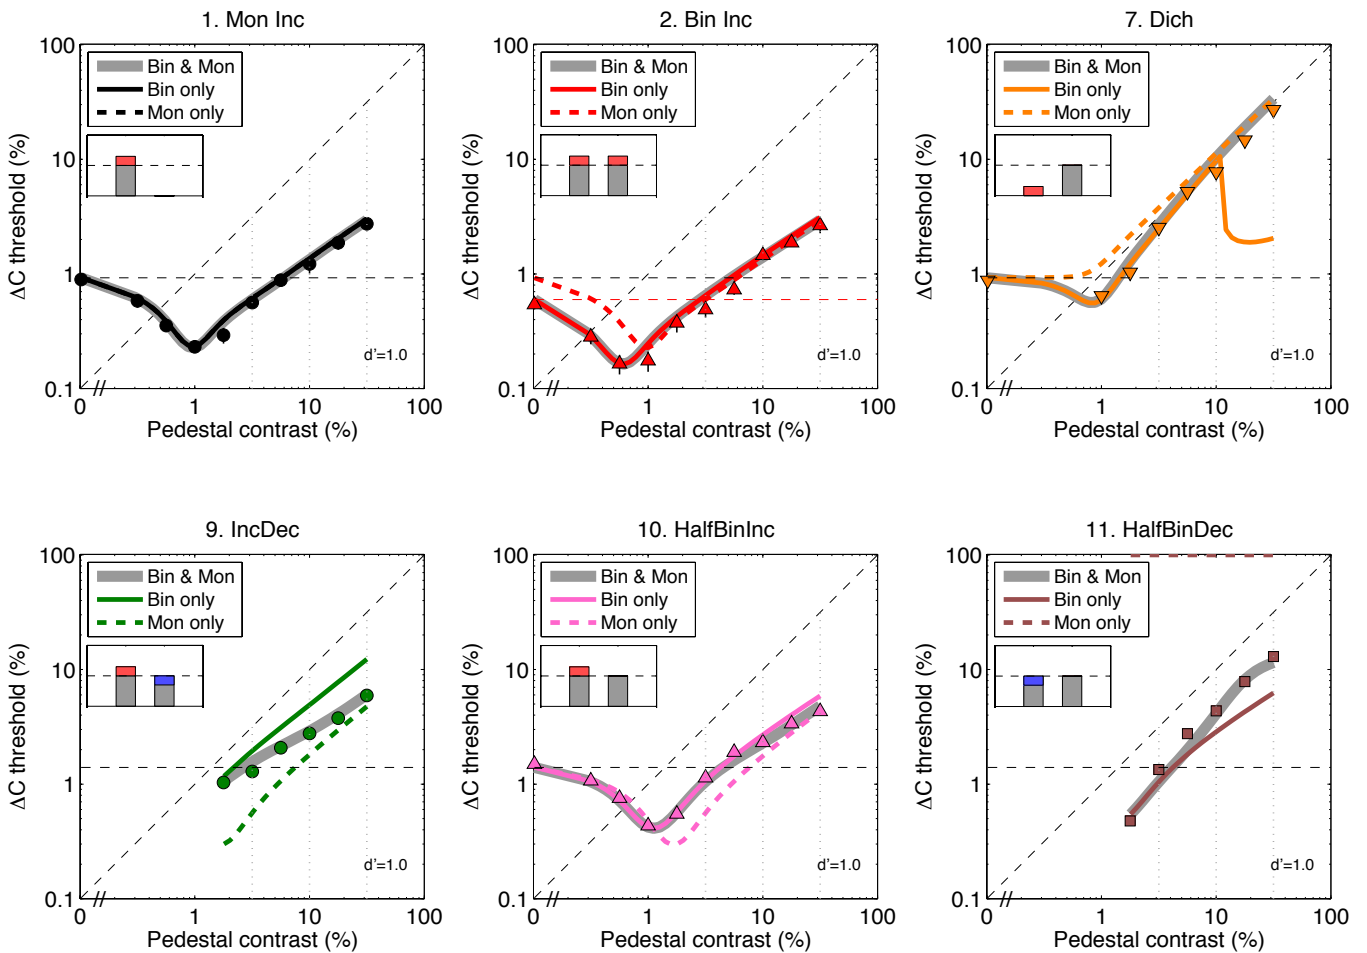 1. Mon Inc
100
10
1
0.1
ΔC threshold (%)
Bin & Mon
Bin only
Mon only
d'=1.0
0 // 1 10 100
Pedestal contrast (%)
2. Bin Inc
100
10
1
0.1
ΔC threshold (%)
Bin & Mon
Bin only
Mon only
d'=1.0
0 // 1 10 100
Pedestal contrast (%)
7. Dich
100
10
1
0.1
ΔC threshold (%)
Bin & Mon
Bin only
Mon only
d'=1.0
0 // 1 10 100
Pedestal contrast (%)
9. IncDec
100
10
1
0.1
ΔC threshold (%)
Bin & Mon
Bin only
Mon only
d'=1.0
0 // 1 10 100
Pedestal contrast (%)
10. HalfBinInc
100
10
1
0.1
ΔC threshold (%)
Bin & Mon
Bin only
Mon only
d'=1.0
0 // 1 10 100
Pedestal contrast (%)
11. HalfBinDec
100
10
1
0.1
ΔC threshold (%)
Bin & Mon
Bin only
Mon only
d'=1.0
0 // 1 10 100
Pedestal contrast (%)